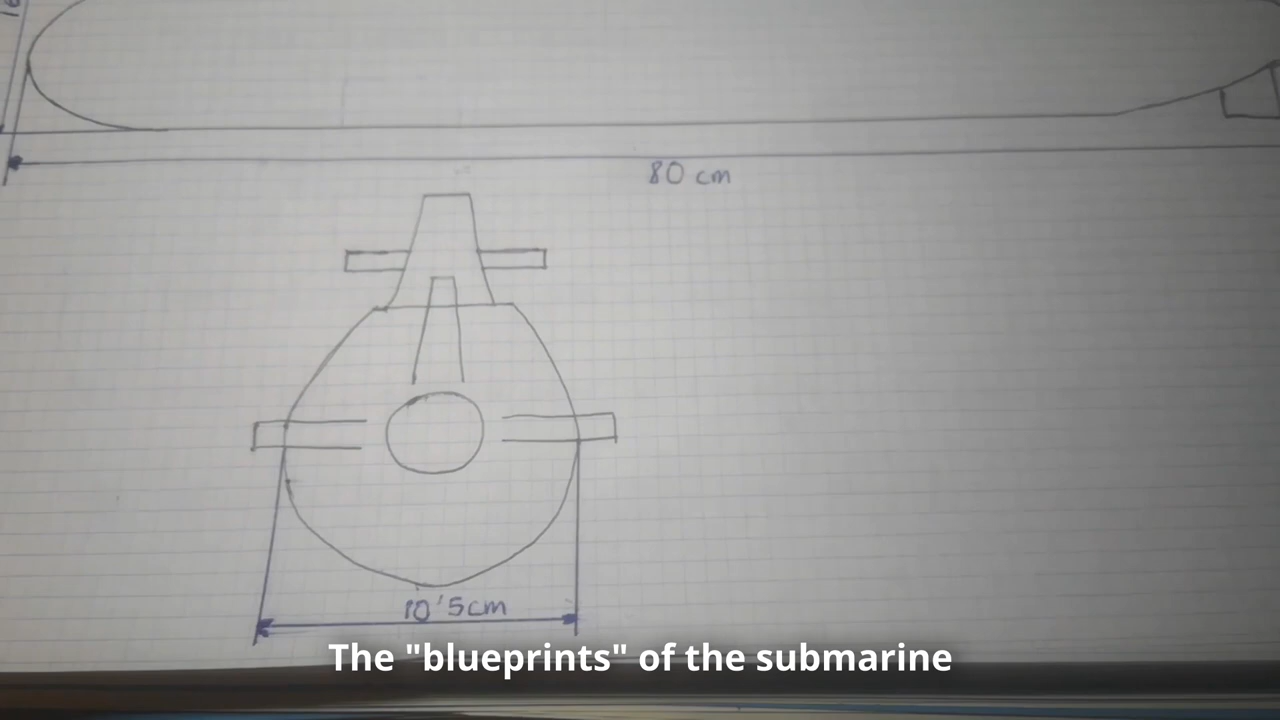 80 cm
10'5cm
The "blueprints" of the submarine